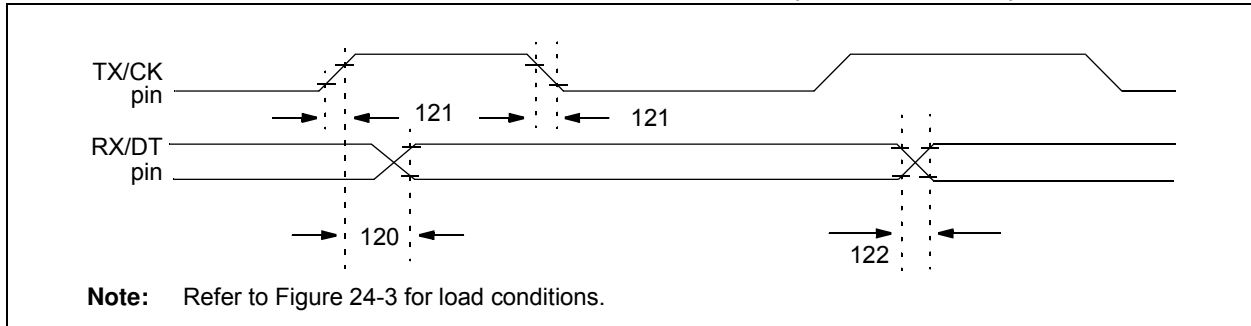 TX/CK
pin
121
121
RX/DT
pin
120
122
Note: Refer to Figure 24-3 for load conditions.